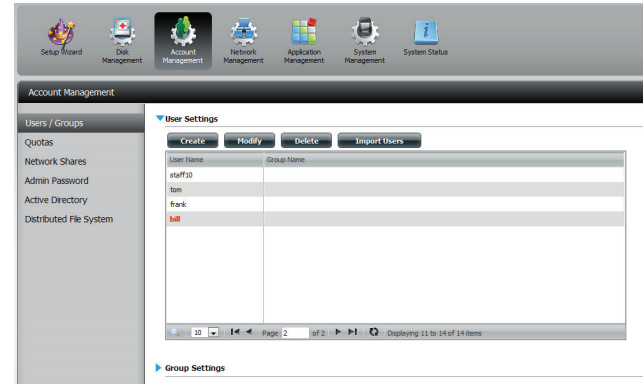 Setup Wizard
Disk Management
Account Management
Network Management
Application Management
System Management
System Status
Account Management
Users / Groups
Quotas
Network Shares
Admin Password
Active Directory
Distributed File System
User Settings
Create Modify Delete Import Users
User Name Group Name
staff10
tom
frank
bill
10 Page 2 of 2 Displaying 11 to 14 of 14 items
Group Settings